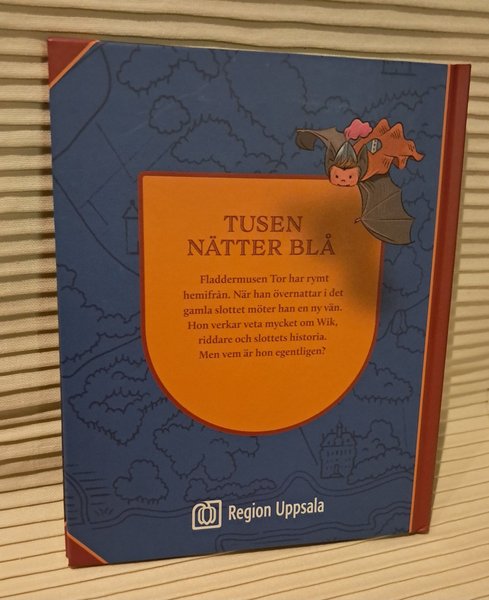 TUSEN
NÄTTER BLÅ
Fladdermusen Tor har rymt
hemifrån. När han övernattar i det
gamla slottet möter han en ny vän.
Hon verkar veta mycket om Wik,
riddare och slottets historia.
Men vem är hon egentligen?
Region Uppsala